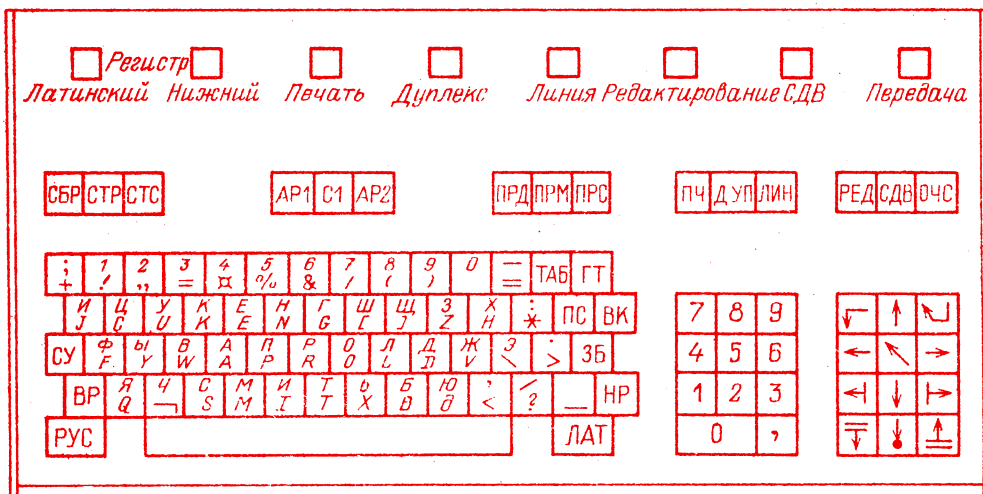 Регистр
Латинский Нижний Печать Дуплекс Линия Редактирование СДВ Передача
СБР СТР СТС АР1 С1 АР2 ПРД ПРМ ПРС ПЧ ДУП ЛИН РЕД СДВ ОЧС
; 1 2 3 4 5 6 7 8 9 0 —
+ ! „ = ¤ % & / ( ) = ТАБ ГТ
И Ц У К Е Н Г Ш Щ З Х :
J C U K E N G [ ] Z H * ПС ВК 7 8 9
СУ Ф Ы В А П Р О Л Д Ж Э .
F Y W A P R O L П V \ > ЗБ 4 5 6
ВР Я Ч С М И Т Ь Б Ю , /
Q ¬ S M I T X B д < ? _ НР 1 2 3
РУС ЛАТ 0 ,